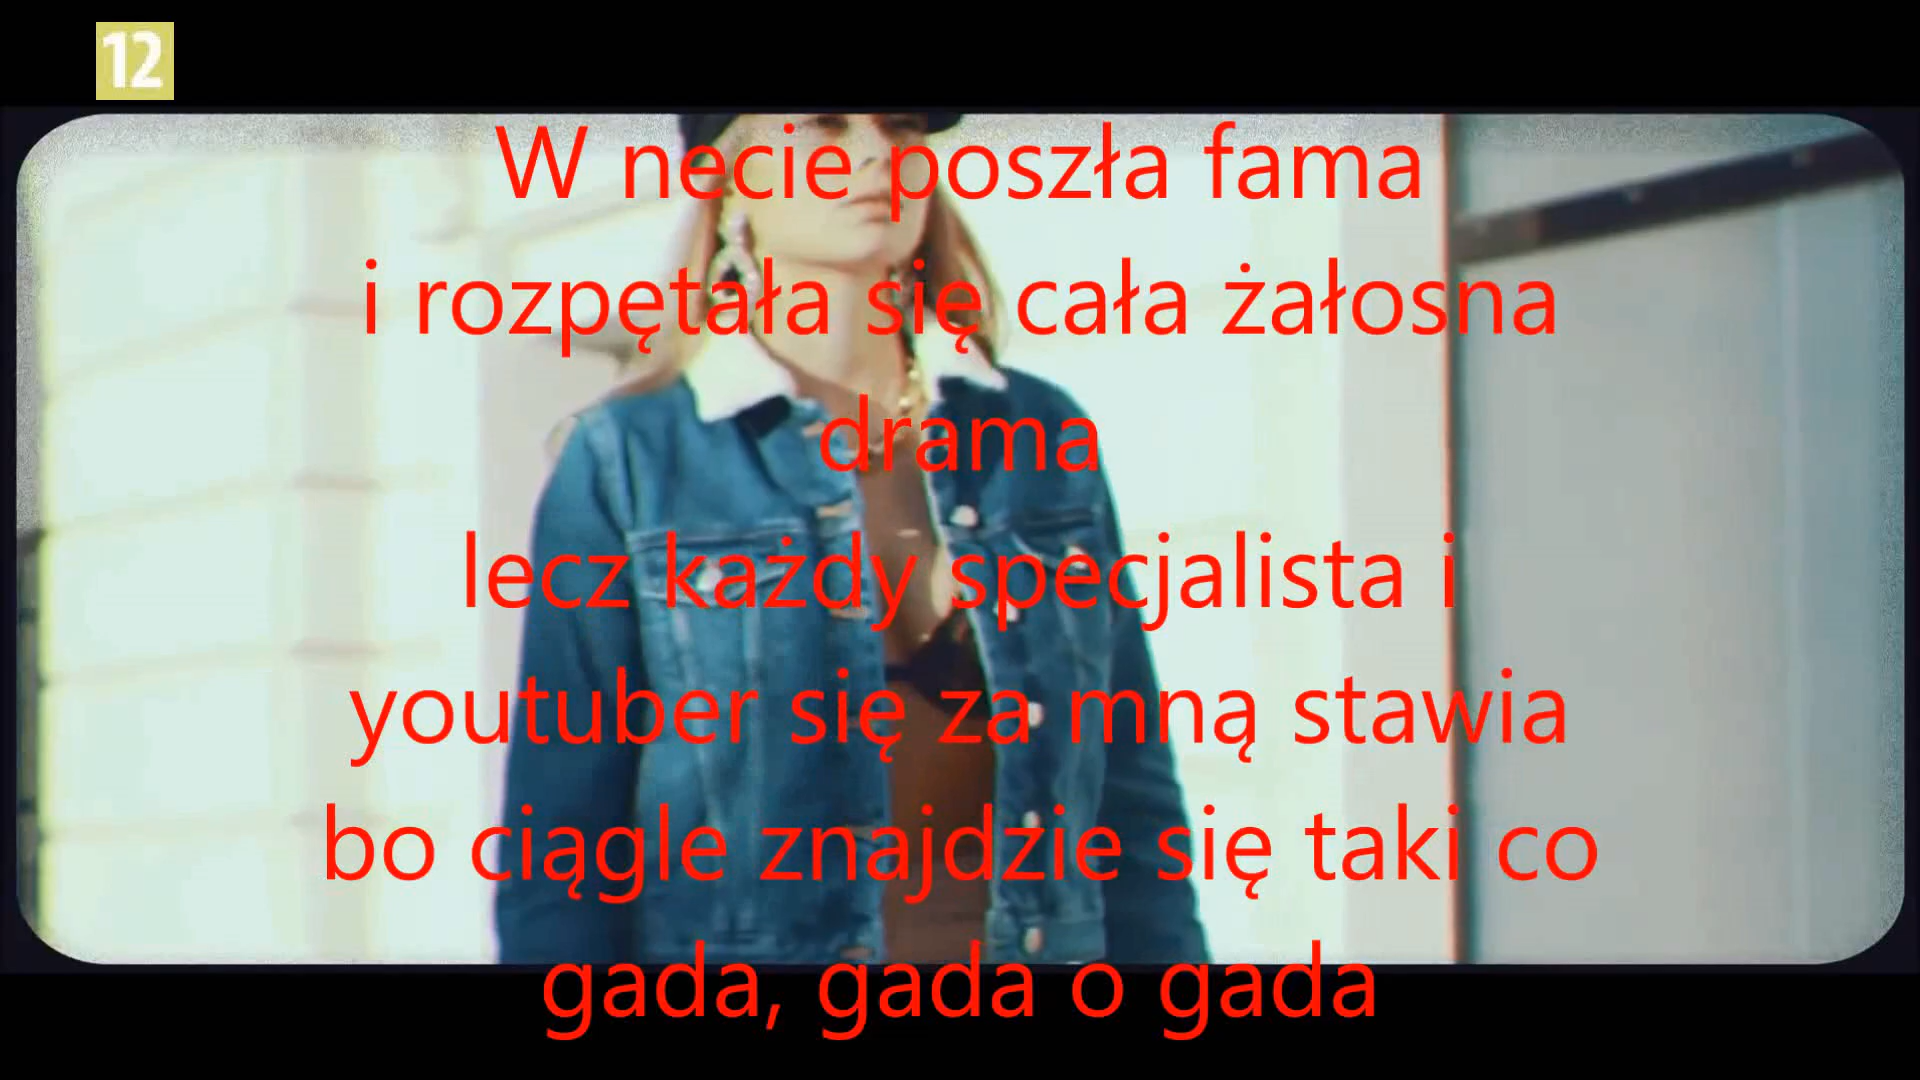 12
W necie poszła fama
i rozpętała się cała żałosna
drama
lecz każdy specjalista i
youtuber się za mną stawia
bo ciągle znajdzie się taki co
gada, gada o gada